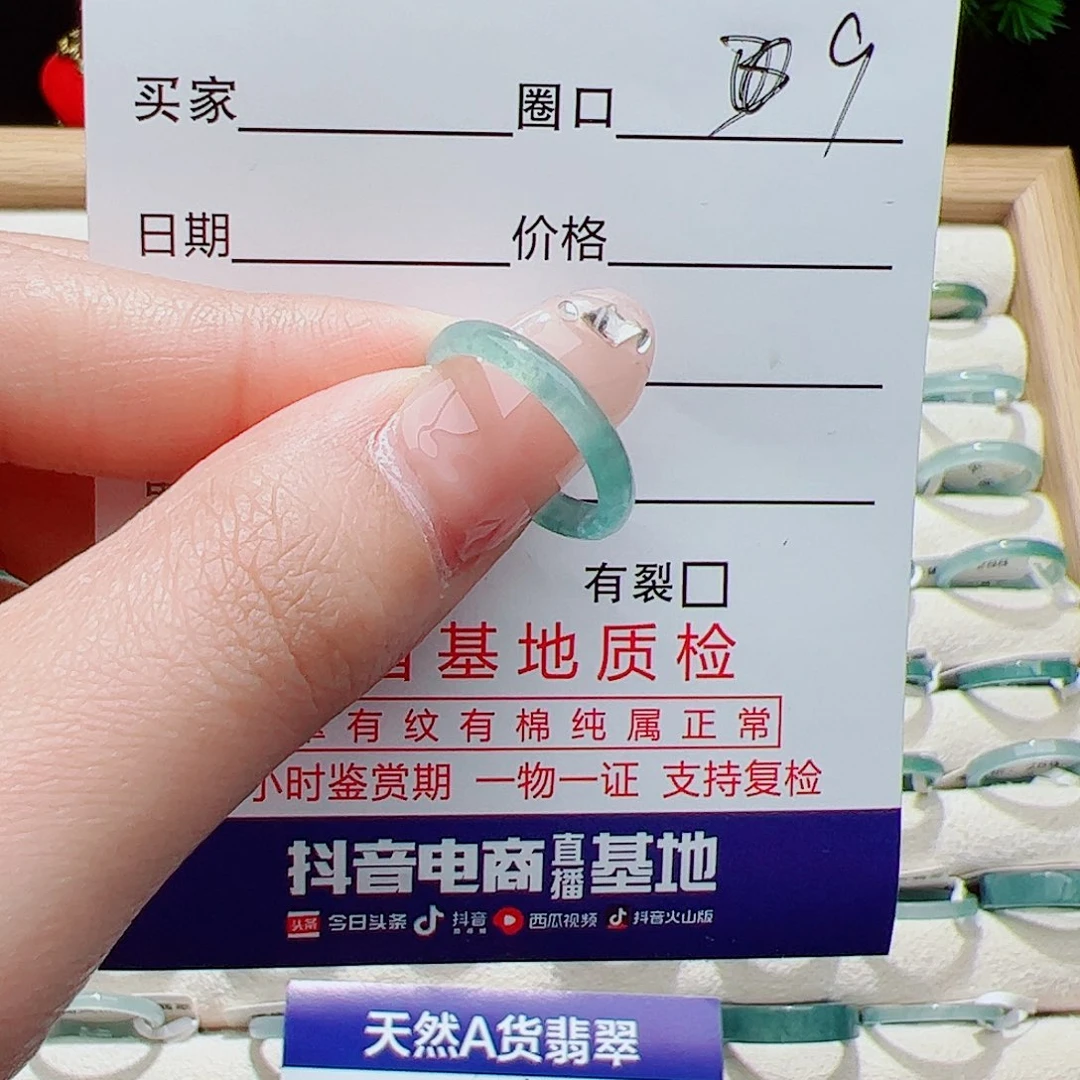 买家 圈口 9
日期 价格
有裂
基地质检
有纹有棉纯属正常
小时鉴赏期 一物一证 支持复检
抖音电商直播基地
头条 今日头条 抖音 西瓜视频 抖音火山版
天然A货翡翠